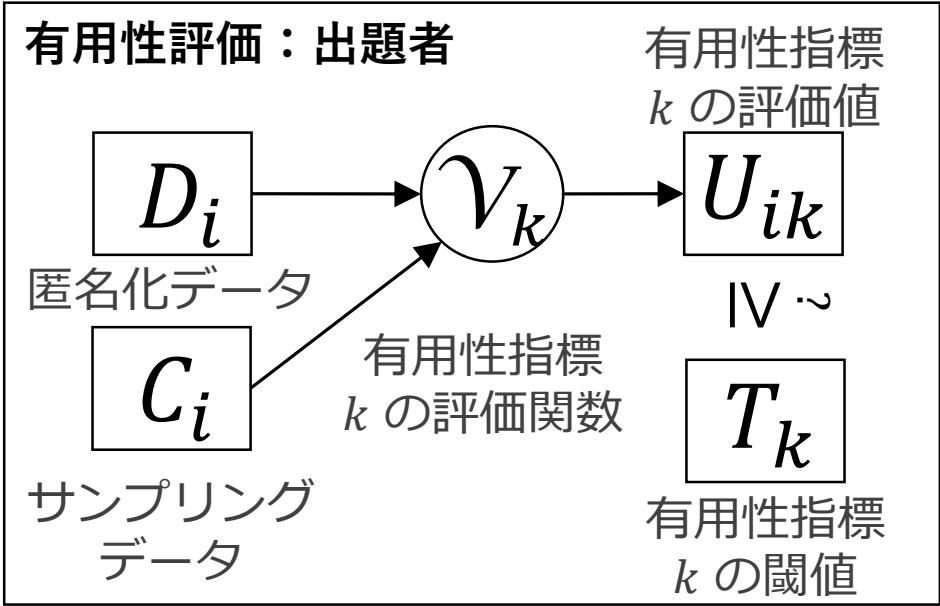 有用性評価：出題者
有用性指標
k の評価値
D_i
𝒱_k
U_ik
匿名化データ
≥ ?
C_i
有用性指標
k の評価関数
T_k
サンプリング
データ
有用性指標
k の閾値